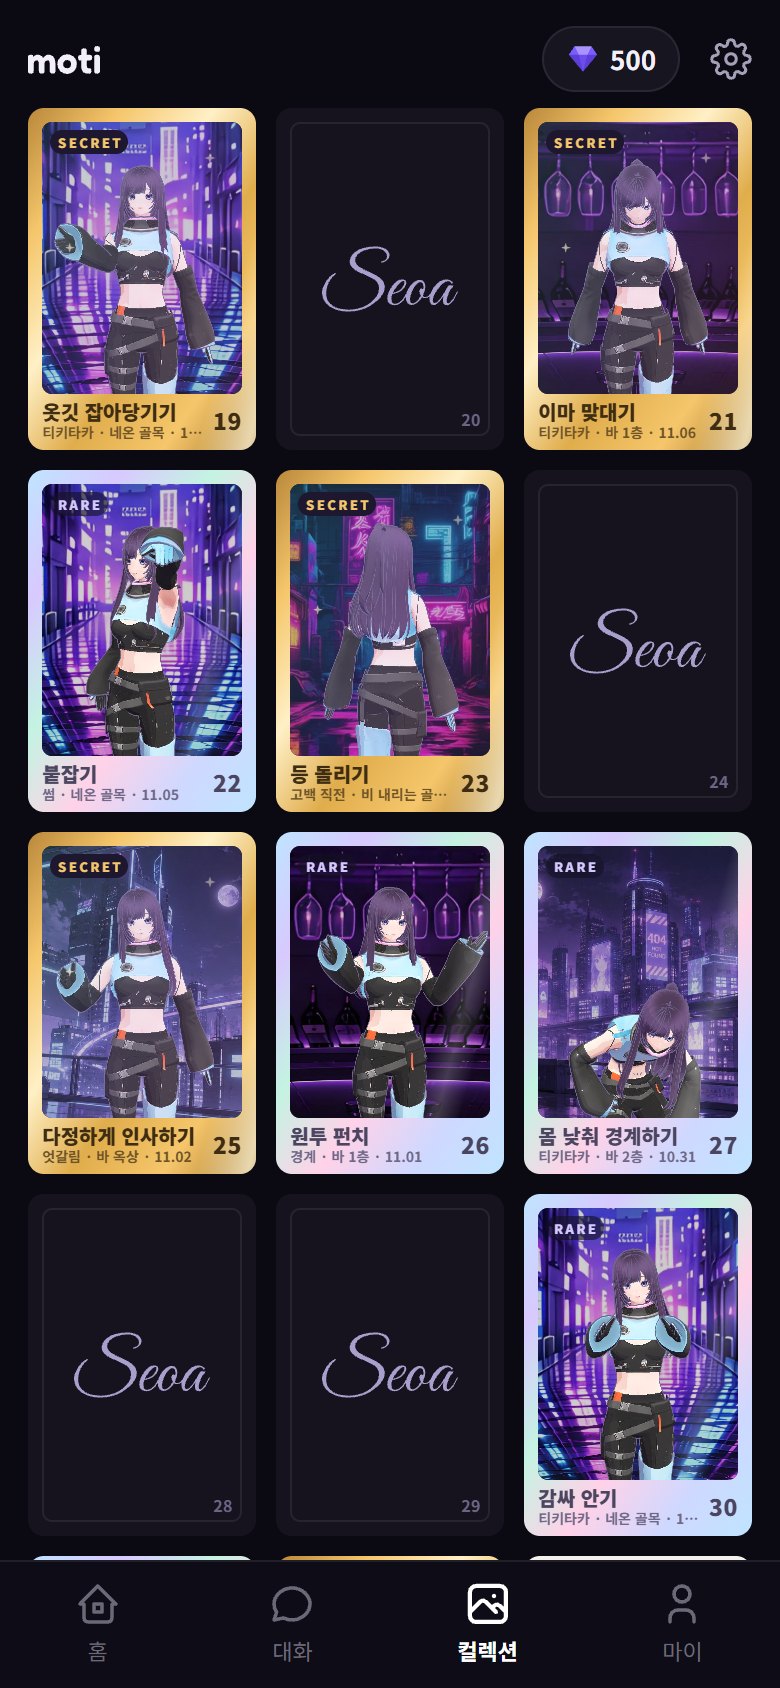 moti
500
SECRET
옷깃 잡아당기기
티키타카 · 네온 골목 · 1...
19
Seoa
20
SECRET
이마 맞대기
티키타카 · 바 1층 · 11.06
21
RARE
붙잡기
썸 · 네온 골목 · 11.05
22
SECRET
등 돌리기
고백 직전 · 비 내리는 골...
23
Seoa
24
SECRET
다정하게 인사하기
엇갈림 · 바 옥상 · 11.02
25
RARE
원투 펀치
경계 · 바 1층 · 11.01
26
RARE
404
NOT
FOUND
몸 낮춰 경계하기
티키타카 · 바 2층 · 10.31
27
Seoa
28
Seoa
29
RARE
감싸 안기
티키타카 · 네온 골목 · 1...
30
홈
대화
컬렉션
마이